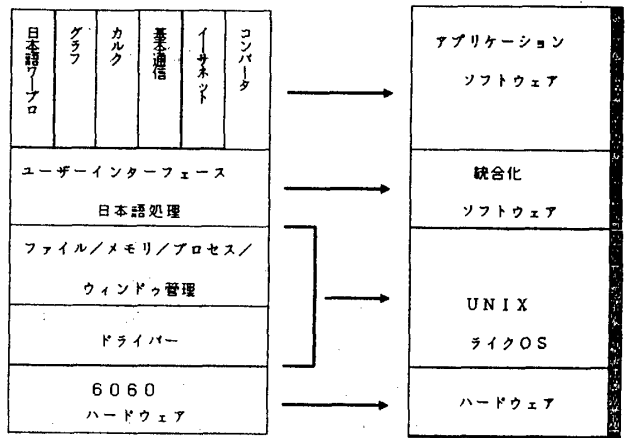 日本語ワープロ
グラフ
カルク
基本通信
イーサネット
コンバータ
ユーザーインターフェース
日本語処理
ファイル/メモリ/プロセス/
ウィンドゥ管理
ドライバー
6060
ハードウェア
アプリケーション
ソフトウェア
統合化
ソフトウェア
UNIX
ライクOS
ハードウェア